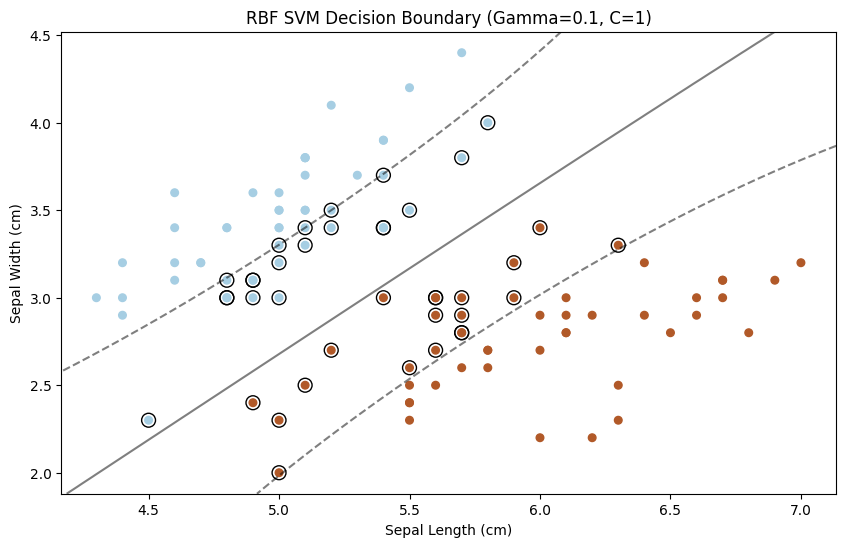 RBF SVM Decision Boundary (Gamma=0.1, C=1)
4.5
4.0
3.5
3.0
2.5
2.0
Sepal Width (cm)
4.5 5.0 5.5 6.0 6.5 7.0
Sepal Length (cm)